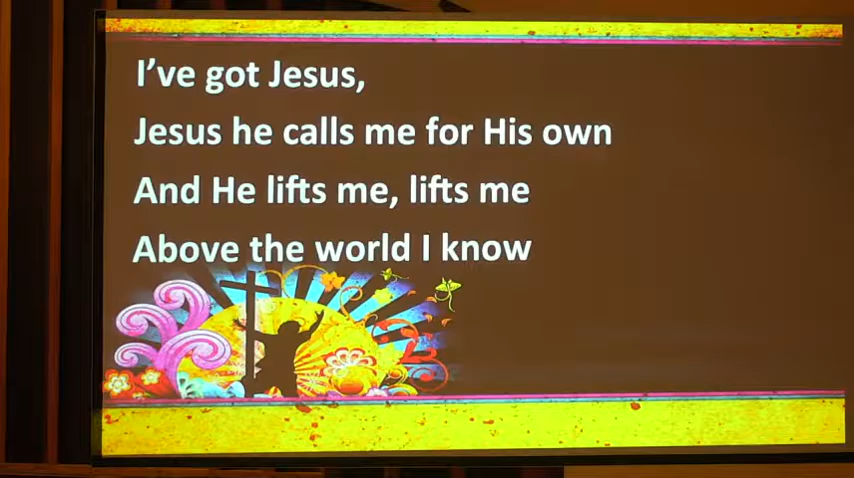 I've got Jesus,
Jesus he calls me for His own
And He lifts me, lifts me
Above the world I know